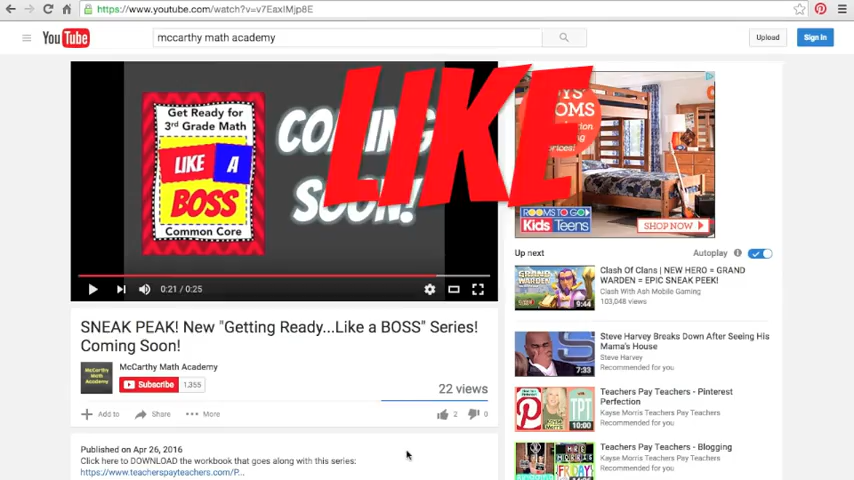 https://www.youtube.com/watch?v=v7EaxIMjp8E
YouTube
mccarthy math academy
Upload
Sign in
Get Ready for
3rd Grade Math
LIKE A
BOSS
Common Core
COMING
SOON!
LIKE
ROOMS
ROOMS TO GO
Kids Teens
SHOP NOW
0:21 / 0:25
Up next
Autoplay
GRAND
WARDEN
9:44
Clash Of Clans | NEW HERO = GRAND
WARDEN = EPIC SNEAK PEEK!
Clash With Ash Mobile Gaming
103,048 views
SNEAK PEAK! New "Getting Ready...Like a BOSS" Series!
Coming Soon!
McCarthy
Math
Academy
McCarthy Math Academy
Subscribe
1,355
22 views
Add to
Share
More
2
0
7:33
Steve Harvey Breaks Down After Seeing His
Mama's House
Steve Harvey
Recommended for you
TPT
10:00
Teachers Pay Teachers - Pinterest
Perfection
Kayse Morris Teachers Pay Teachers
Recommended for you
Teachers Pay Teachers - Blogging
Kayse Morris Teachers Pay Teachers
Recommended for you
Published on Apr 26, 2016
Click here to DOWNLOAD the workbook that goes along with this series:
https://www.teacherspayteachers.com/P...